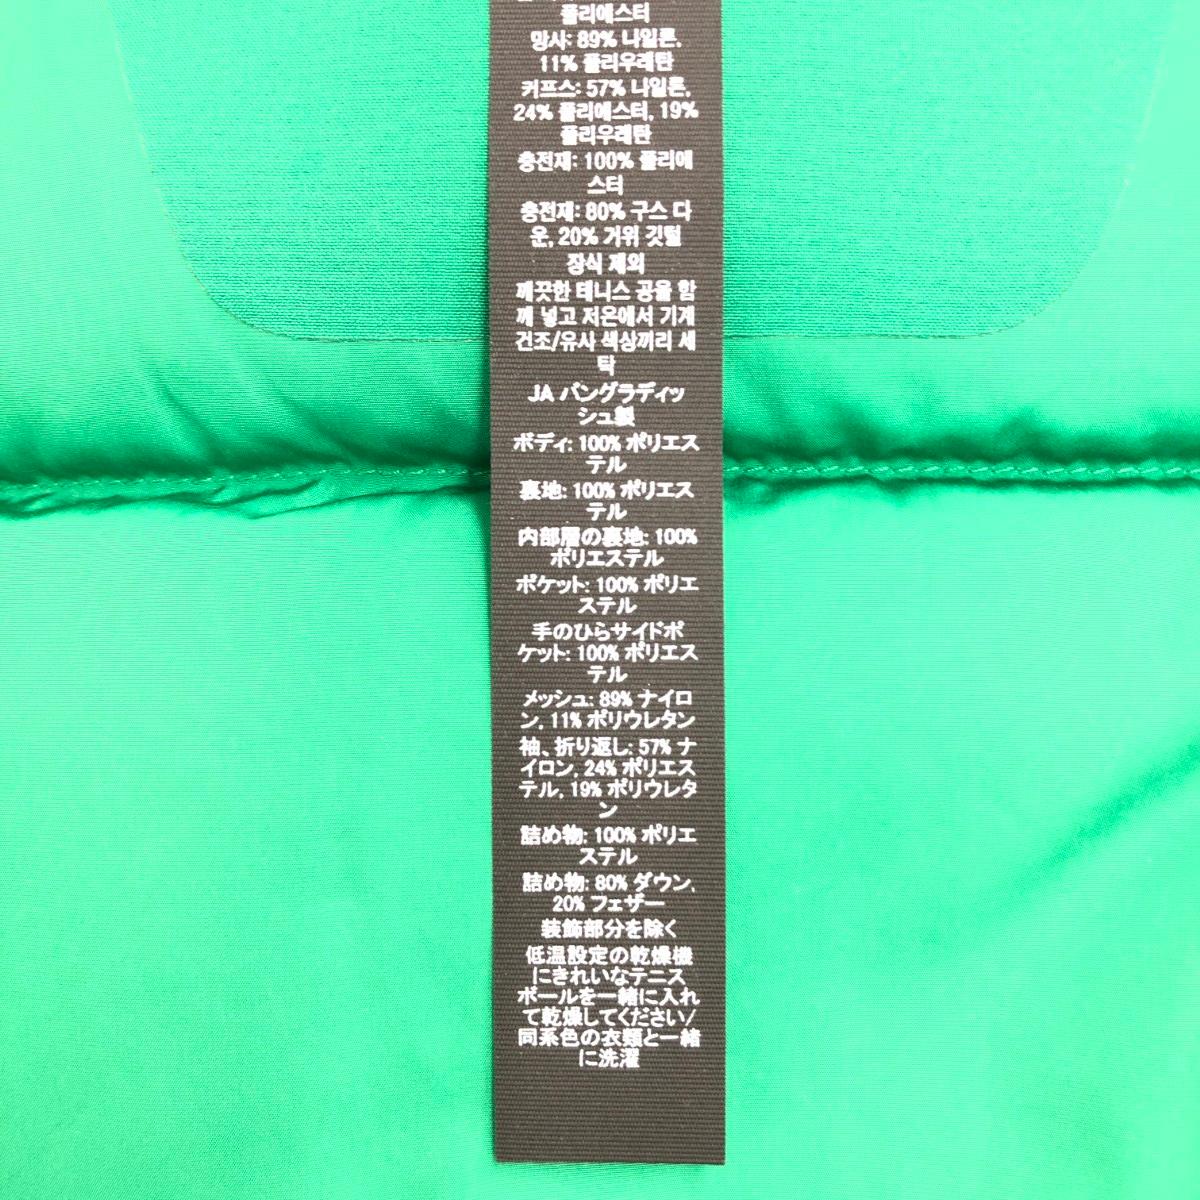 폴리에스터
망사: 89% 나일론,
11% 폴리우레탄
커프스: 57% 나일론,
24% 폴리에스터, 19%
폴리우레탄
충전재: 100% 폴리에
스터
충전재: 80% 구스 다
운, 20% 거위 깃털
장식 제외
깨끗한 테니스 공을 함
께 넣고 저온에서 기계
건조/유사 색상끼리 세
탁
JA バングラディッ
シュ製
ボディ: 100% ポリエス
テル
裏地: 100% ポリエス
テル
内部層の裏地: 100%
ポリエステル
ポケット: 100% ポリエ
ステル
手のひらサイドポ
ケット: 100% ポリエス
テル
メッシュ: 89% ナイロ
ン, 11% ポリウレタン
袖、折り返し: 57% ナ
イロン, 24% ポリエス
テル, 19% ポリウレタ
ン
詰め物: 100% ポリエ
ステル
詰め物: 80% ダウン,
20% フェザー
装飾部分を除く
低温設定の乾燥機
にきれいなテニス
ボールを一緒に入れ
て乾燥してください/
同系色の衣類と一緒
に洗濯